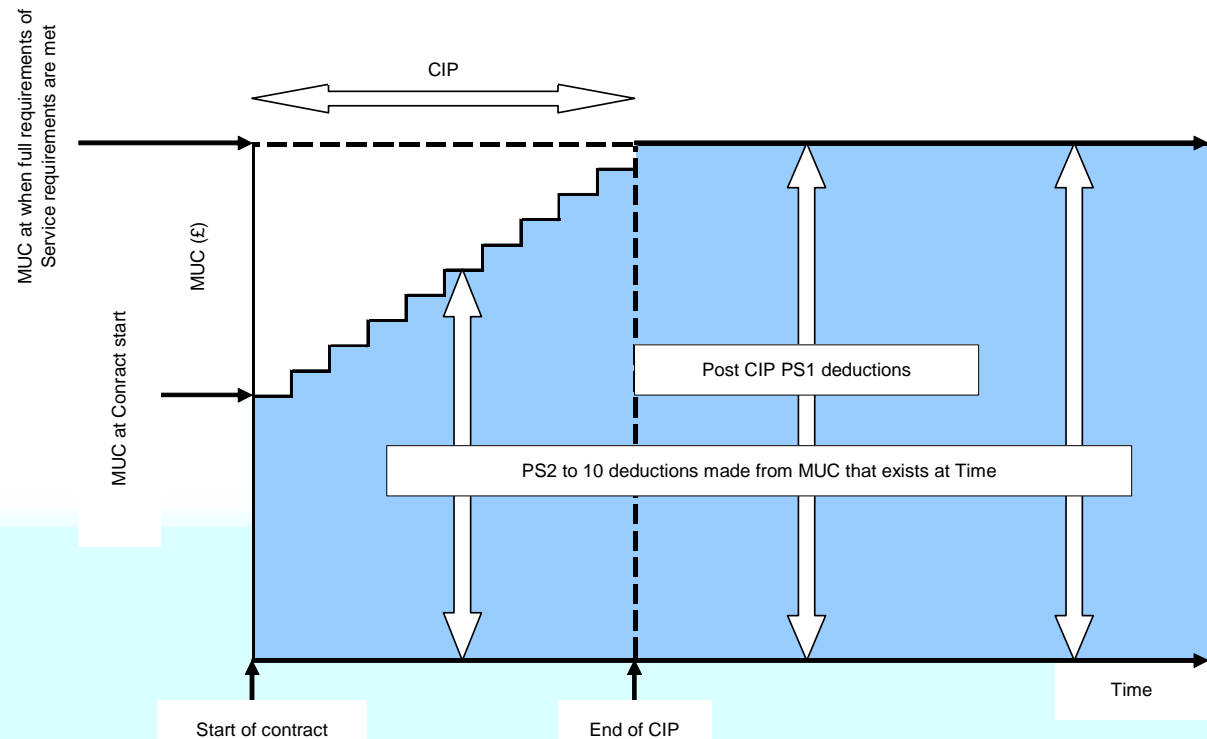 MUC at when full requirements of
Service requirements are met
CIP
MUC (£)
MUC at Conract start
Post CIP PS1 deductions
PS2 to 10 deductions made from MUC that exists at Time
Time
Start of contract
End of CIP